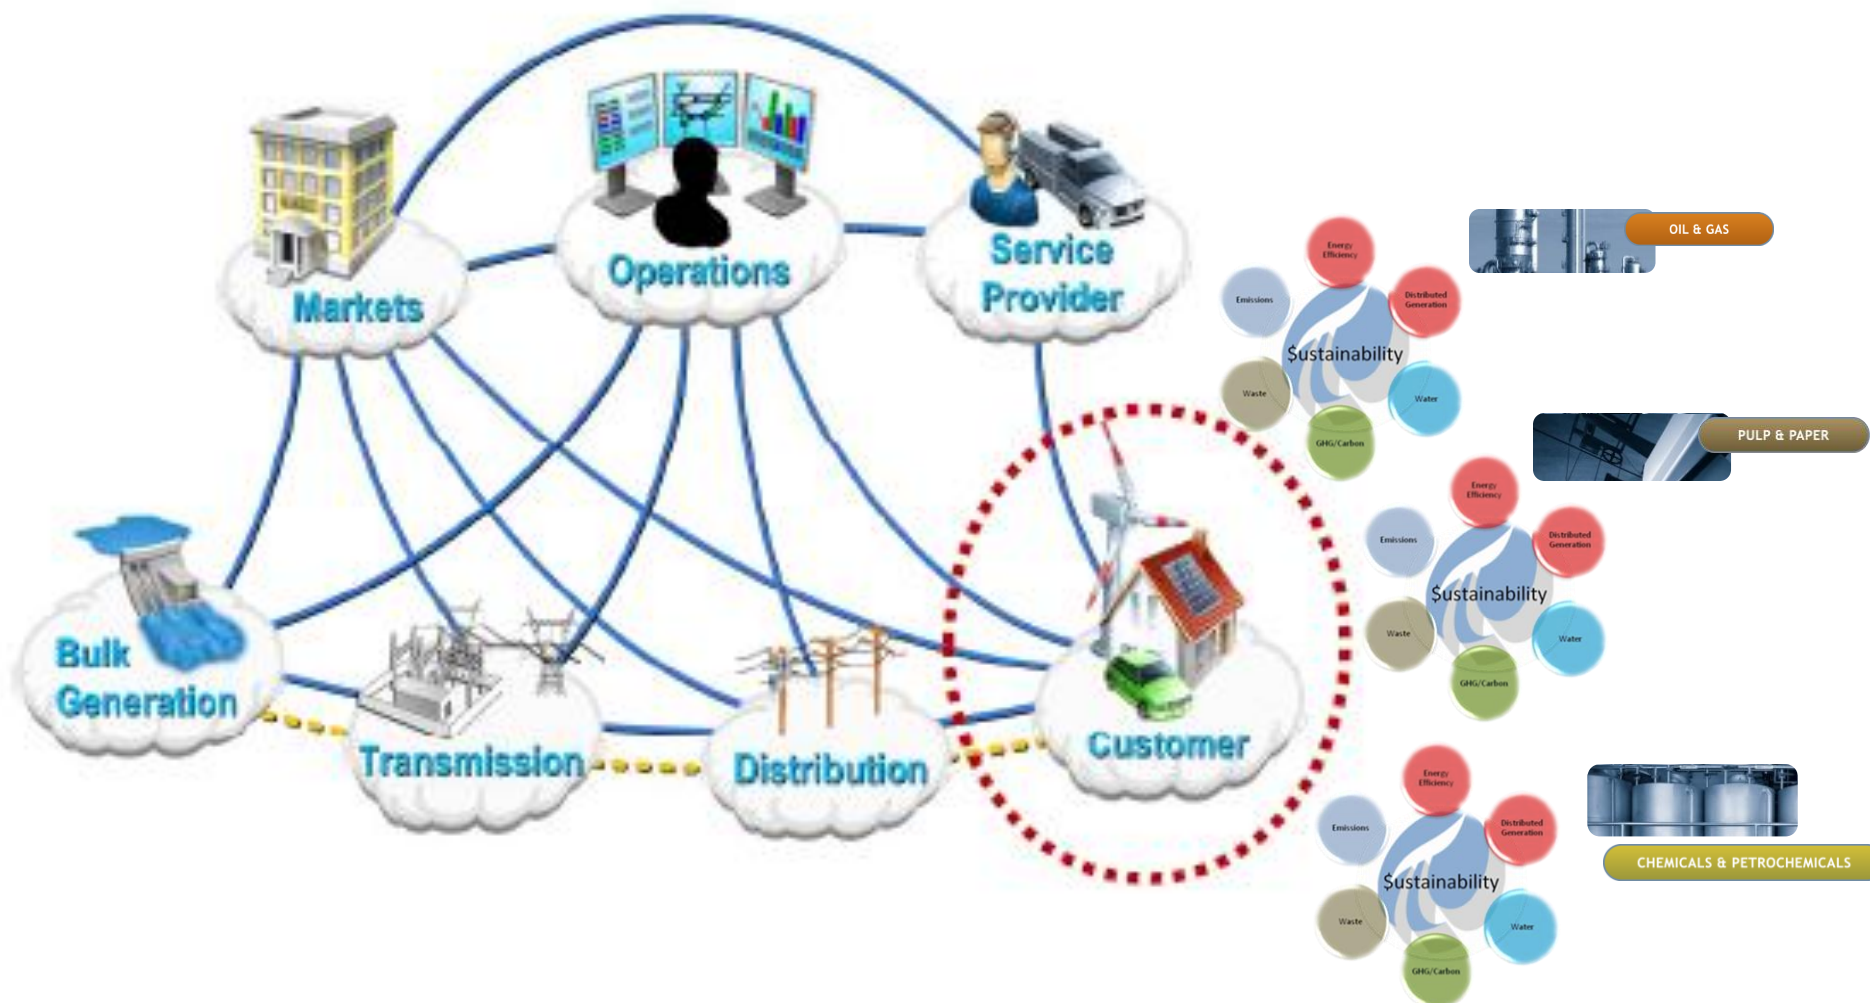 Markets
Operations
Service
Provider
Bulk
Generation
Transmission
Distribution
Customer
OIL & GAS
Energy
Efficiency
Emissions
Distributed
Generation
$ustainability
Waste
Water
GHG/Carbon
PULP & PAPER
Energy
Efficiency
Emissions
Distributed
Generation
$ustainability
Waste
Water
GHG/Carbon
CHEMICALS & PETROCHEMICALS
Energy
Efficiency
Emissions
Distributed
Generation
$ustainability
Waste
Water
GHG/Carbon